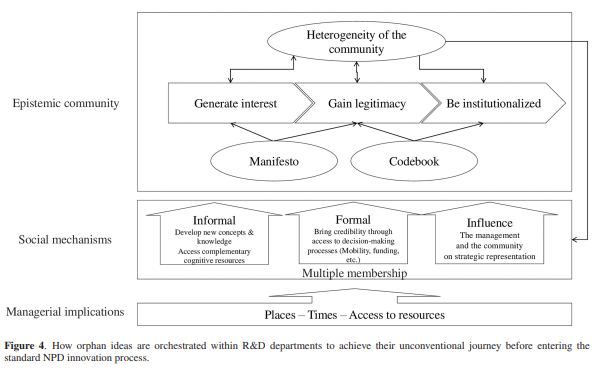 Heterogeneity of the
community
Epistemic community
Generate interest
Gain legitimacy
Be institutionalized
Manifesto
Codebook
Social mechanisms
Informal
Develop new concepts &
knowledge
Access complementary
cognitive resources
Formal
Bring credibility through
access to decision-making
processes (Mobility, funding,
etc.)
Influence
The management
and the community
on strategic representation
Multiple membership
Managerial implications
Places – Times – Access to resources
Figure 4. How orphan ideas are orchestrated within R&D departments to achieve their unconventional journey before entering the
standard NPD innovation process.